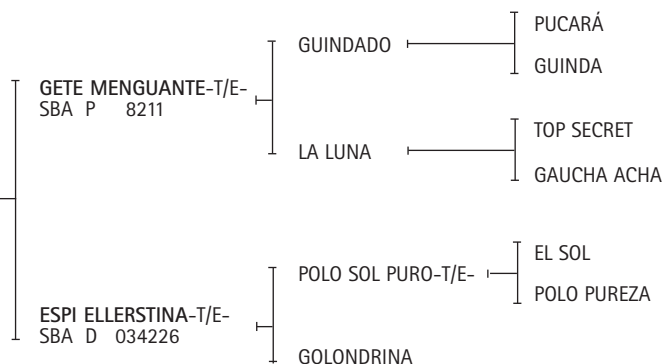 PUCARÁ
GUINDADO
GUINDA
GETE MENGUANTE-T/E-
SBA P 8211
TOP SECRET
LA LUNA
GAUCHA ACHA
EL SOL
POLO SOL PURO-T/E-
POLO PUREZA
ESPI ELLERSTINA-T/E-
SBA D 034226
GOLONDRINA